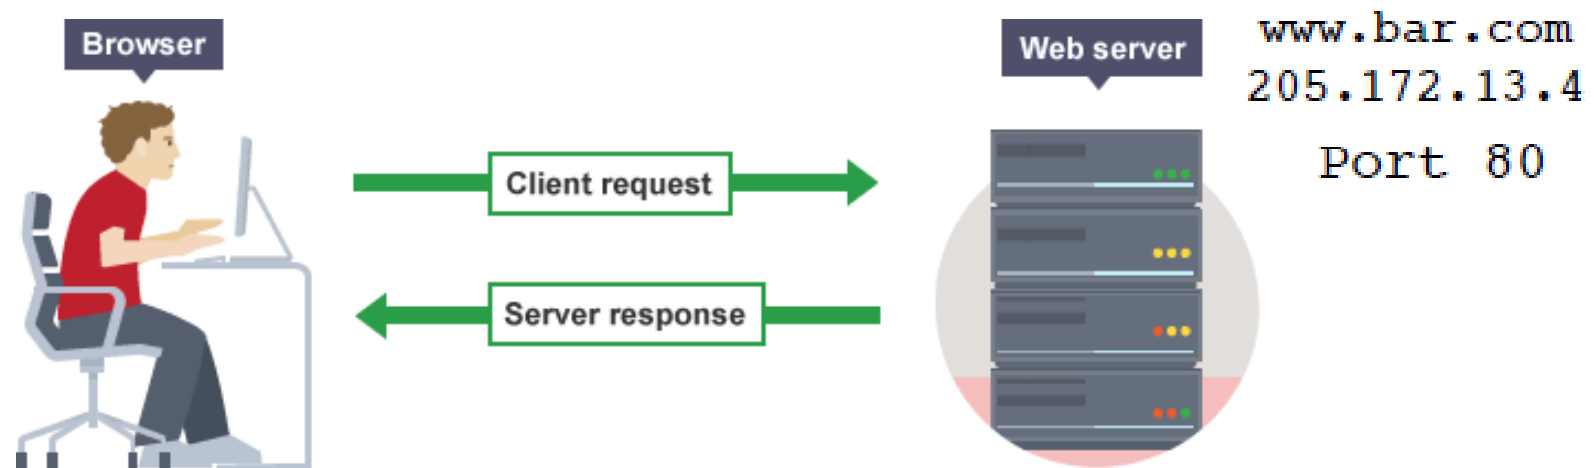 Browser
Web server
www.bar.com
205.172.13.4
Port 80
Client request
Server response